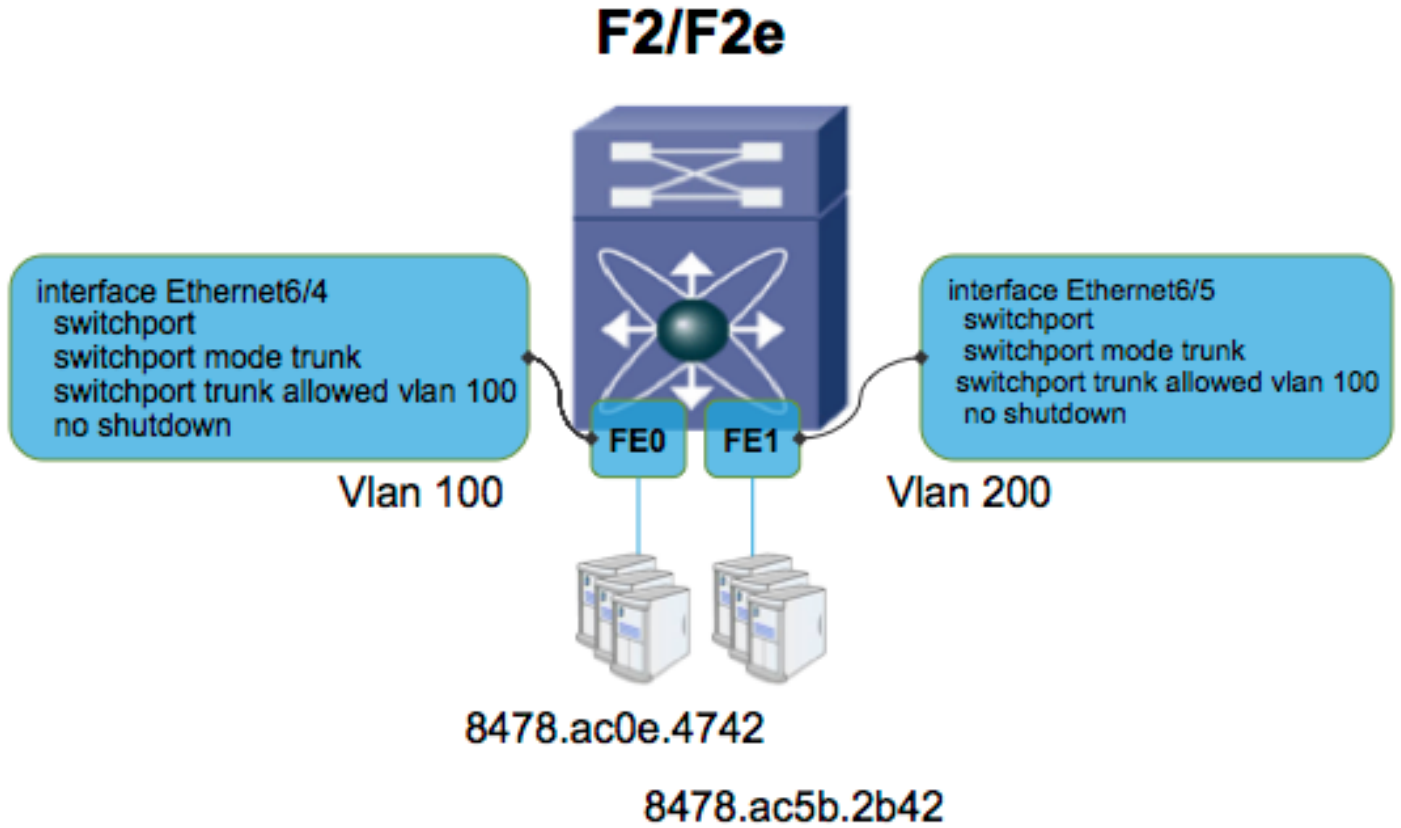 F2/F2e
interface Ethernet6/4
switchport
switchport mode trunk
switchport trunk allowed vlan 100
no shutdown
interface Ethernet6/5
switchport
switchport mode trunk
switchport trunk allowed vlan 100
no shutdown
FE0
FE1
Vlan 100
Vlan 200
8478.ac0e.4742
8478.ac5b.2b42